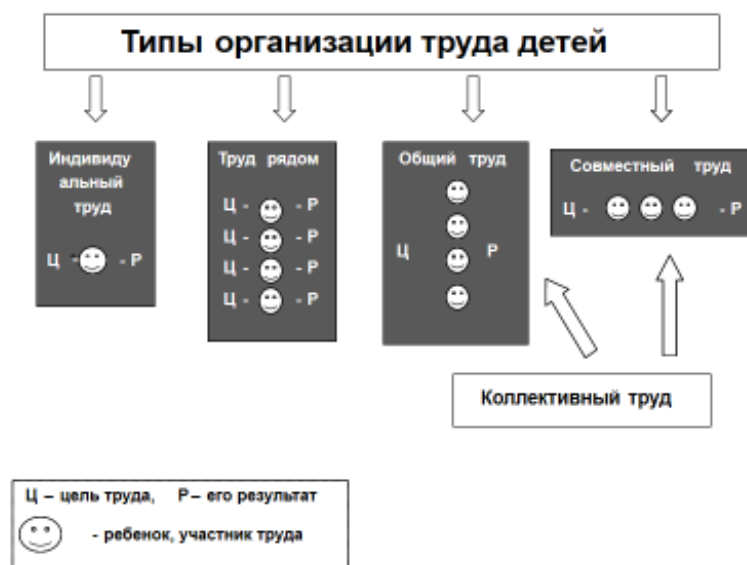 Типы организации труда детей
Индивиду
альный
труд
Ц - - Р
Труд рядом
Ц - - Р
Ц - - Р
Ц - - Р
Ц - - Р
Общий труд
Ц Р
Совместный труд
Ц - - Р
Коллективный труд
Ц – цель труда, Р – его результат
- ребенок, участник труда